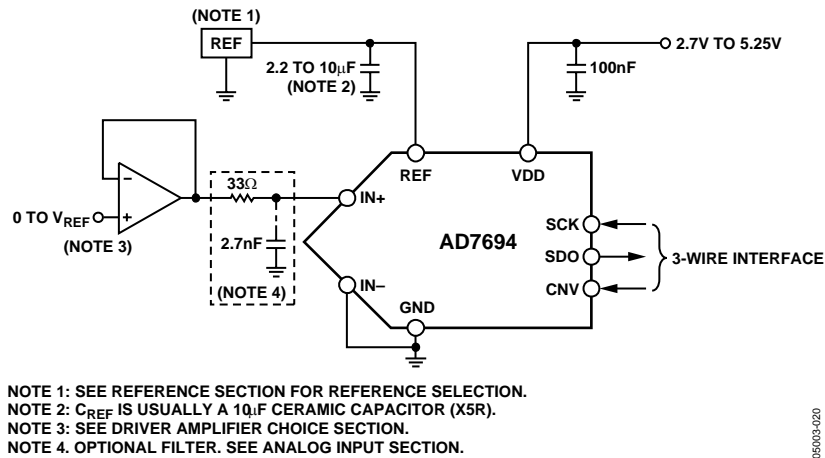 (NOTE 1)
REF
2.2 TO 10μF
(NOTE 2)
100nF
2.7V TO 5.25V
REF
VDD
33Ω
IN+
–
+
0 TO VREF
(NOTE 3)
2.7nF
(NOTE 4)
AD7694
SCK
SDO
CNV
3-WIRE INTERFACE
IN–
GND
NOTE 1: SEE REFERENCE SECTION FOR REFERENCE SELECTION.
NOTE 2: CREF IS USUALLY A 10μF CERAMIC CAPACITOR (X5R).
NOTE 3: SEE DRIVER AMPLIFIER CHOICE SECTION.
NOTE 4. OPTIONAL FILTER. SEE ANALOG INPUT SECTION.
05003-020